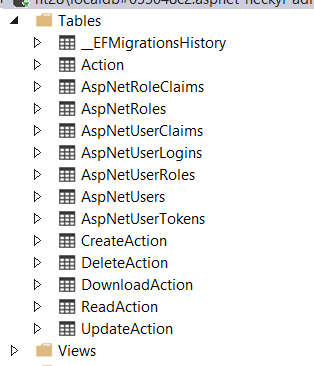 Tables
__EFMigrationsHistory
Action
AspNetRoleClaims
AspNetRoles
AspNetUserClaims
AspNetUserLogins
AspNetUserRoles
AspNetUsers
AspNetUserTokens
CreateAction
DeleteAction
DownloadAction
ReadAction
UpdateAction
Views